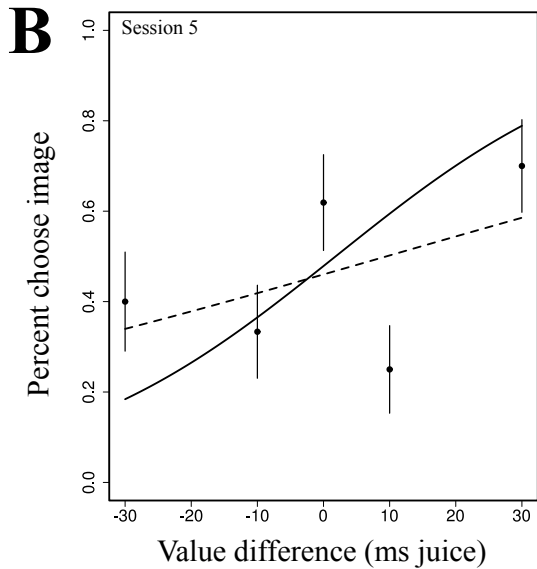 B
Session 5
Percent choose image
1.0
0.8
0.6
0.4
0.2
0.0
-30 -20 -10 0 10 20 30
Value difference (ms juice)